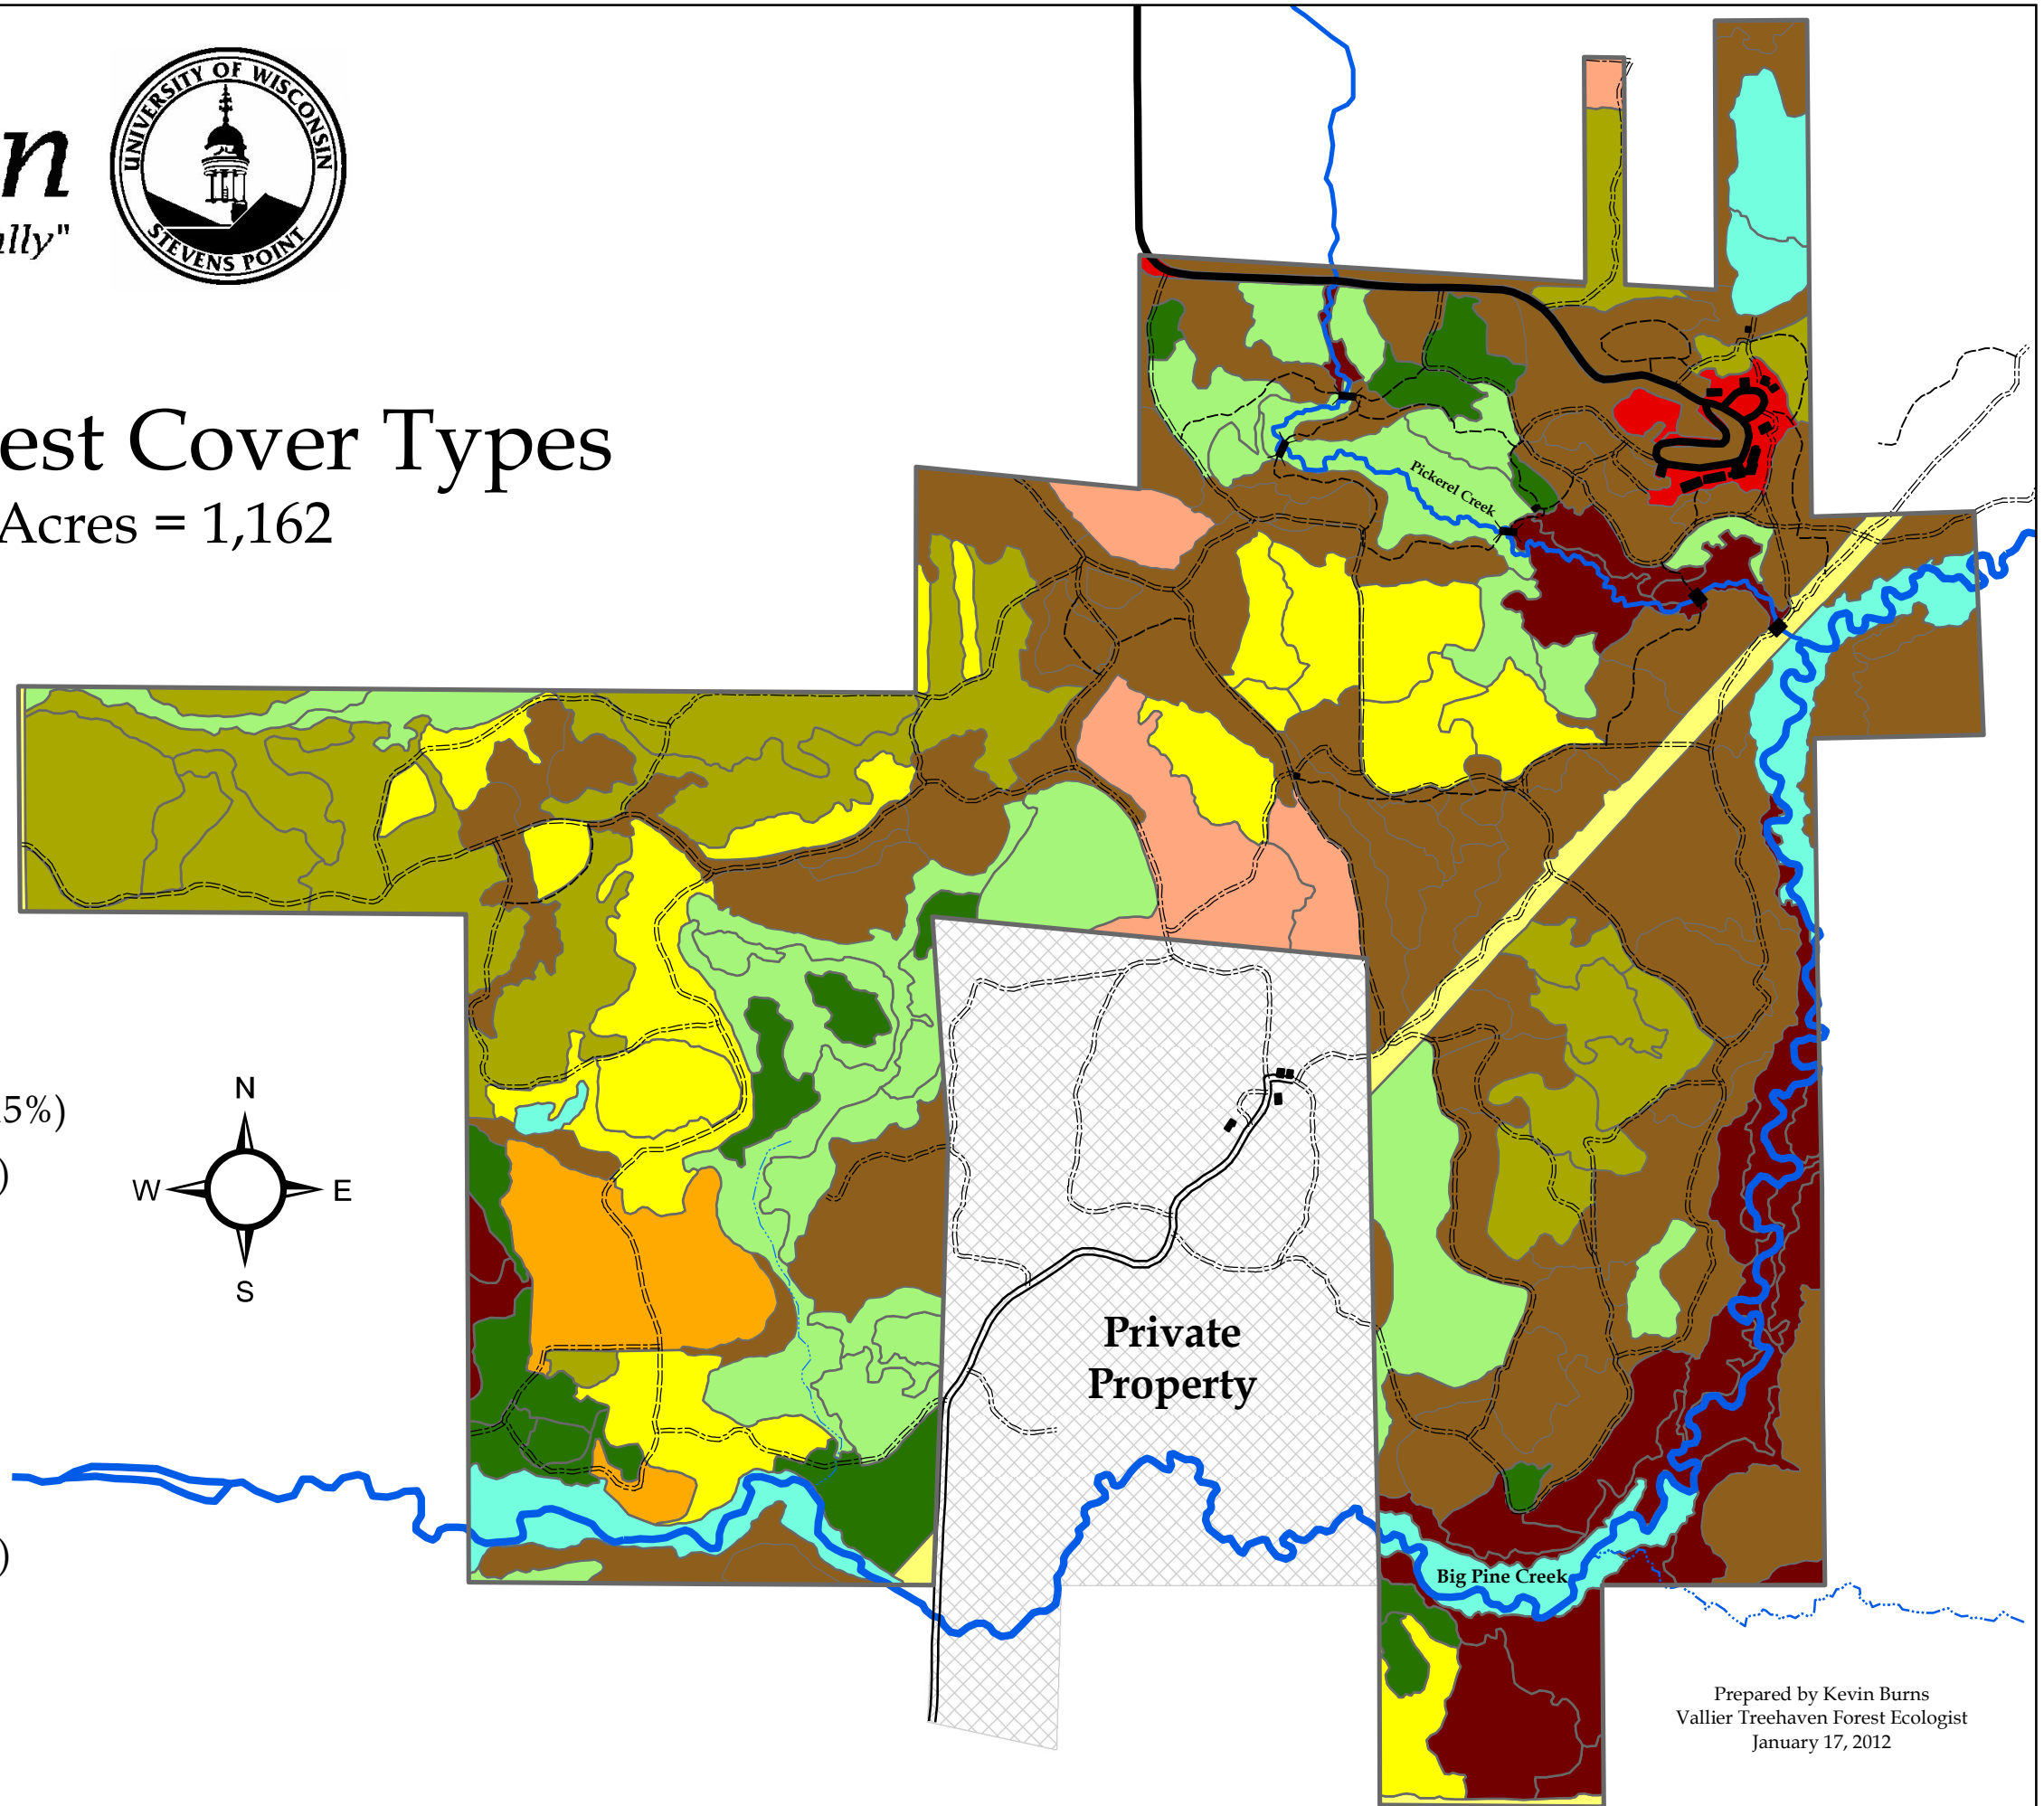 n
ally"
UNIVERSITY OF WISCONSIN
STEVENS POINT
est Cover Types
Acres = 1,162
5%)
)
N
W
E
S
)
Pickerel Creek
Private
Property
Big Pine Creek
Prepared by Kevin Burns
Vallier Treehaven Forest Ecologist
January 17, 2012